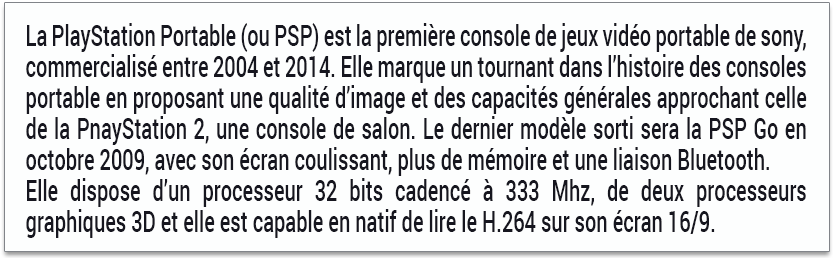 La PlayStation Portable (ou PSP) est la première console de jeux vidéo portable de sony,
commercialisé entre 2004 et 2014. Elle marque un tournant dans l'histoire des consoles
portable en proposant une qualité d'image et des capacités générales approchant celle
de la PnayStation 2, une console de salon. Le dernier modèle sorti sera la PSP Go en
octobre 2009, avec son écran coulissant, plus de mémoire et une liaison Bluetooth.
Elle dispose d'un processeur 32 bits cadencé à 333 Mhz, de deux processeurs
graphiques 3D et elle est capable en natif de lire le H.264 sur son écran 16/9.